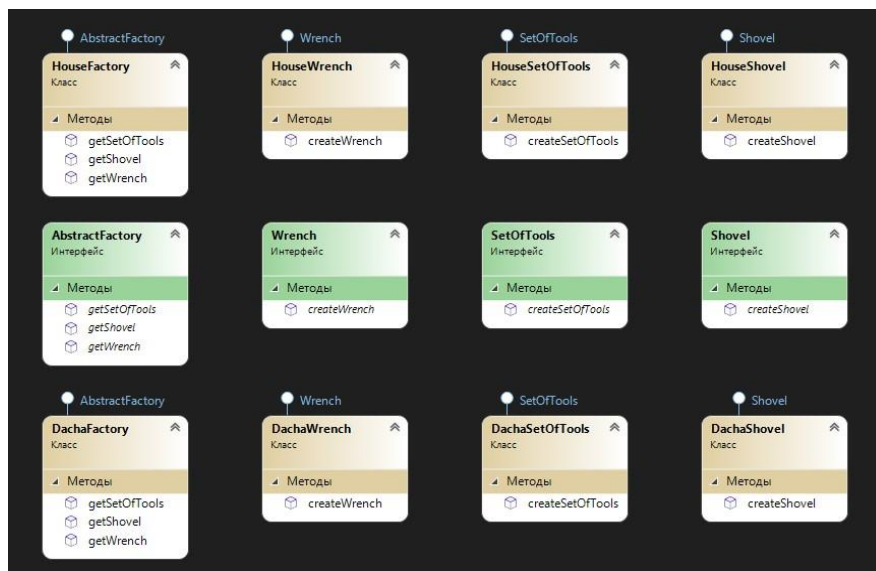 AbstractFactory
HouseFactory
Класс
Методы
getSetOfTools
getShovel
getWrench
Wrench
HouseWrench
Класс
Методы
createWrench
SetOfTools
HouseSetOfTools
Класс
Методы
createSetOfTools
Shovel
HouseShovel
Класс
Методы
createShovel
AbstractFactory
Интерфейс
Методы
getSetOfTools
getShovel
getWrench
Wrench
Интерфейс
Методы
createWrench
SetOfTools
Интерфейс
Методы
createSetOfTools
Shovel
Интерфейс
Методы
createShovel
AbstractFactory
DachaFactory
Класс
Методы
getSetOfTools
getShovel
getWrench
Wrench
DachaWrench
Класс
Методы
createWrench
SetOfTools
DachaSetOfTools
Класс
Методы
createSetOfTools
Shovel
DachaShovel
Класс
Методы
createShovel